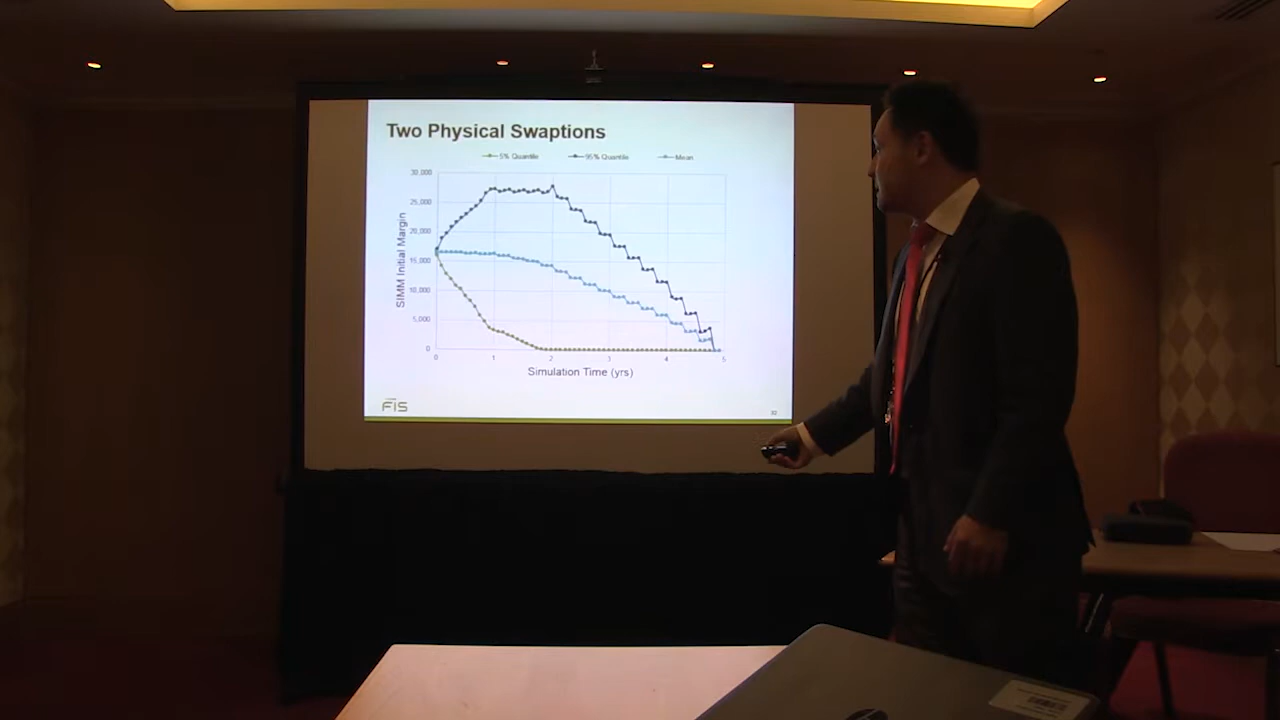 Two Physical Swaptions
5% Quantile 95% Quantile Mean
30,000
25,000
20,000
15,000
10,000
5,000
0
SIMM Initial Margin
0 1 2 3 4 5
Simulation Time (yrs)
FIS
32